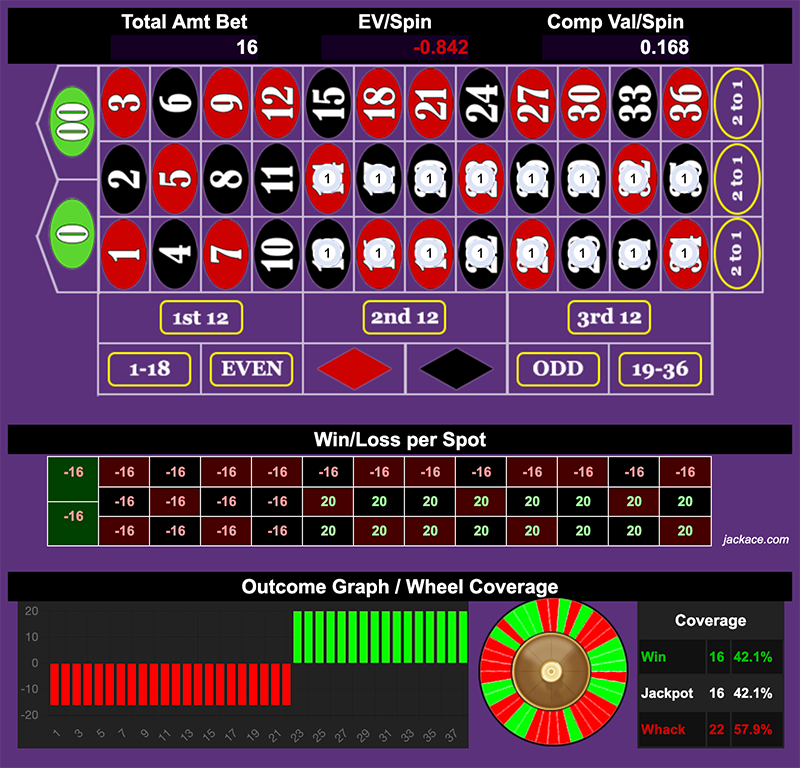 Total Amt Bet EV/Spin Comp Val/Spin
16 -0.842 0.168
00 3 6 9 12 15 18 21 24 27 30 33 36 2 to 1
2 5 8 11 1 1 1 1 1 1 1 1 2 to 1
0 1 4 7 10 1 1 1 1 1 1 1 1 2 to 1
1st 12 2nd 12 3rd 12
1-18 EVEN ODD 19-36
Win/Loss per Spot
-16 -16 -16 -16 -16 -16 -16 -16 -16 -16 -16 -16 -16
-16 -16 -16 -16 20 20 20 20 20 20 20 20
-16 -16 -16 -16 -16 20 20 20 20 20 20 20 20
jackace.com
Outcome Graph / Wheel Coverage
20
10
0
-10
-20
1 3 5 7 9 11 13 15 17 19 21 23 25 27 29 31 33 35 37
Coverage
Win 16 42.1%
Jackpot 16 42.1%
Whack 22 57.9%